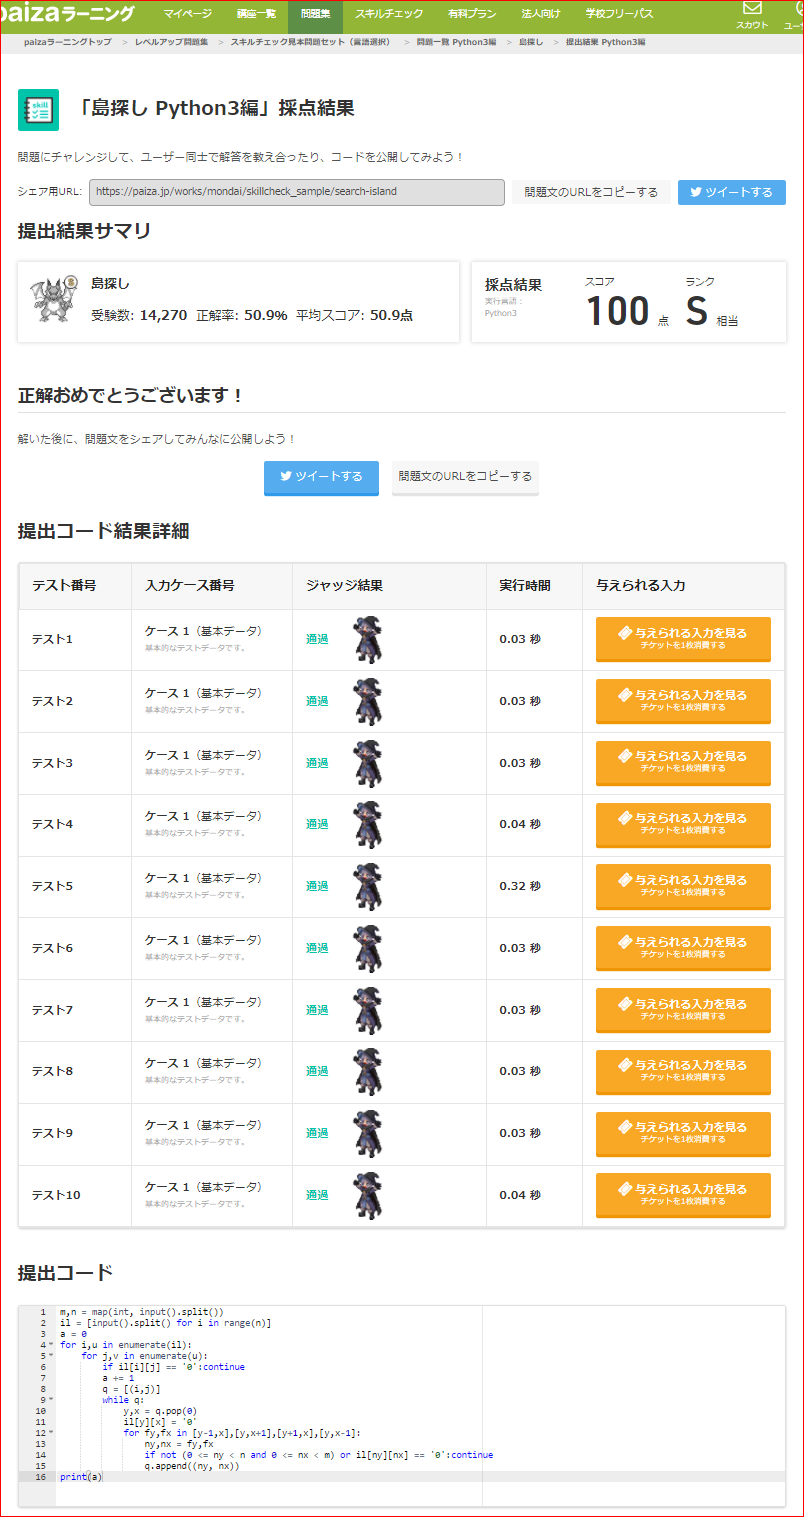 paizaラーニング マイページ 講座一覧 問題集 スキルチェック 有料プラン 法人向け 学校フリーパス スカウト ユー
paizaラーニングトップ > レベルアップ問題集 > スキルチェック見本問題セット（言語選択） > 問題一覧 Python3編 > 島探し > 提出結果 Python3編
skill
「島探し Python3編」採点結果
問題にチャレンジして、ユーザー同士で解答を教え合ったり、コードを公開してみよう！
シェア用URL: https://paiza.jp/works/mondai/skillcheck_sample/search-island 問題文のURLをコピーする ツイートする
提出結果サマリ
島探し
受験数: 14,270 正解率: 50.9% 平均スコア: 50.9点
採点結果 スコア ランク
実行言語：
Python3
100 点 S 相当
正解おめでとうございます！
解いた後に、問題文をシェアしてみんなに公開しよう！
ツイートする 問題文のURLをコピーする
提出コード結果詳細
テスト番号 入力ケース番号 ジャッジ結果 実行時間 与えられる入力
テスト1 ケース 1（基本データ） 通過 0.03 秒 与えられる入力を見る
基本的なテストデータです。 チケットを1枚消費する
テスト2 ケース 1（基本データ） 通過 0.03 秒 与えられる入力を見る
基本的なテストデータです。 チケットを1枚消費する
テスト3 ケース 1（基本データ） 通過 0.03 秒 与えられる入力を見る
基本的なテストデータです。 チケットを1枚消費する
テスト4 ケース 1（基本データ） 通過 0.04 秒 与えられる入力を見る
基本的なテストデータです。 チケットを1枚消費する
テスト5 ケース 1（基本データ） 通過 0.32 秒 与えられる入力を見る
基本的なテストデータです。 チケットを1枚消費する
テスト6 ケース 1（基本データ） 通過 0.03 秒 与えられる入力を見る
基本的なテストデータです。 チケットを1枚消費する
テスト7 ケース 1（基本データ） 通過 0.03 秒 与えられる入力を見る
基本的なテストデータです。 チケットを1枚消費する
テスト8 ケース 1（基本データ） 通過 0.03 秒 与えられる入力を見る
基本的なテストデータです。 チケットを1枚消費する
テスト9 ケース 1（基本データ） 通過 0.03 秒 与えられる入力を見る
基本的なテストデータです。 チケットを1枚消費する
テスト10 ケース 1（基本データ） 通過 0.04 秒 与えられる入力を見る
基本的なテストデータです。 チケットを1枚消費する
提出コード
1 m,n = map(int, input().split())
2 il = [input().split() for i in range(n)]
3 a = 0
4 for i,u in enumerate(il):
5     for j,v in enumerate(u):
6         if il[i][j] == '0':continue
7         a += 1
8         q = [(i,j)]
9         while q:
10             y,x = q.pop(0)
11             il[y][x] = '0'
12             for fy,fx in [y-1,x],[y,x+1],[y+1,x],[y,x-1]:
13                 ny,nx = fy,fx
14                 if not (0 <= ny < n and 0 <= nx < m) or il[ny][nx] == '0':continue
15                 q.append((ny, nx))
16 print(a)